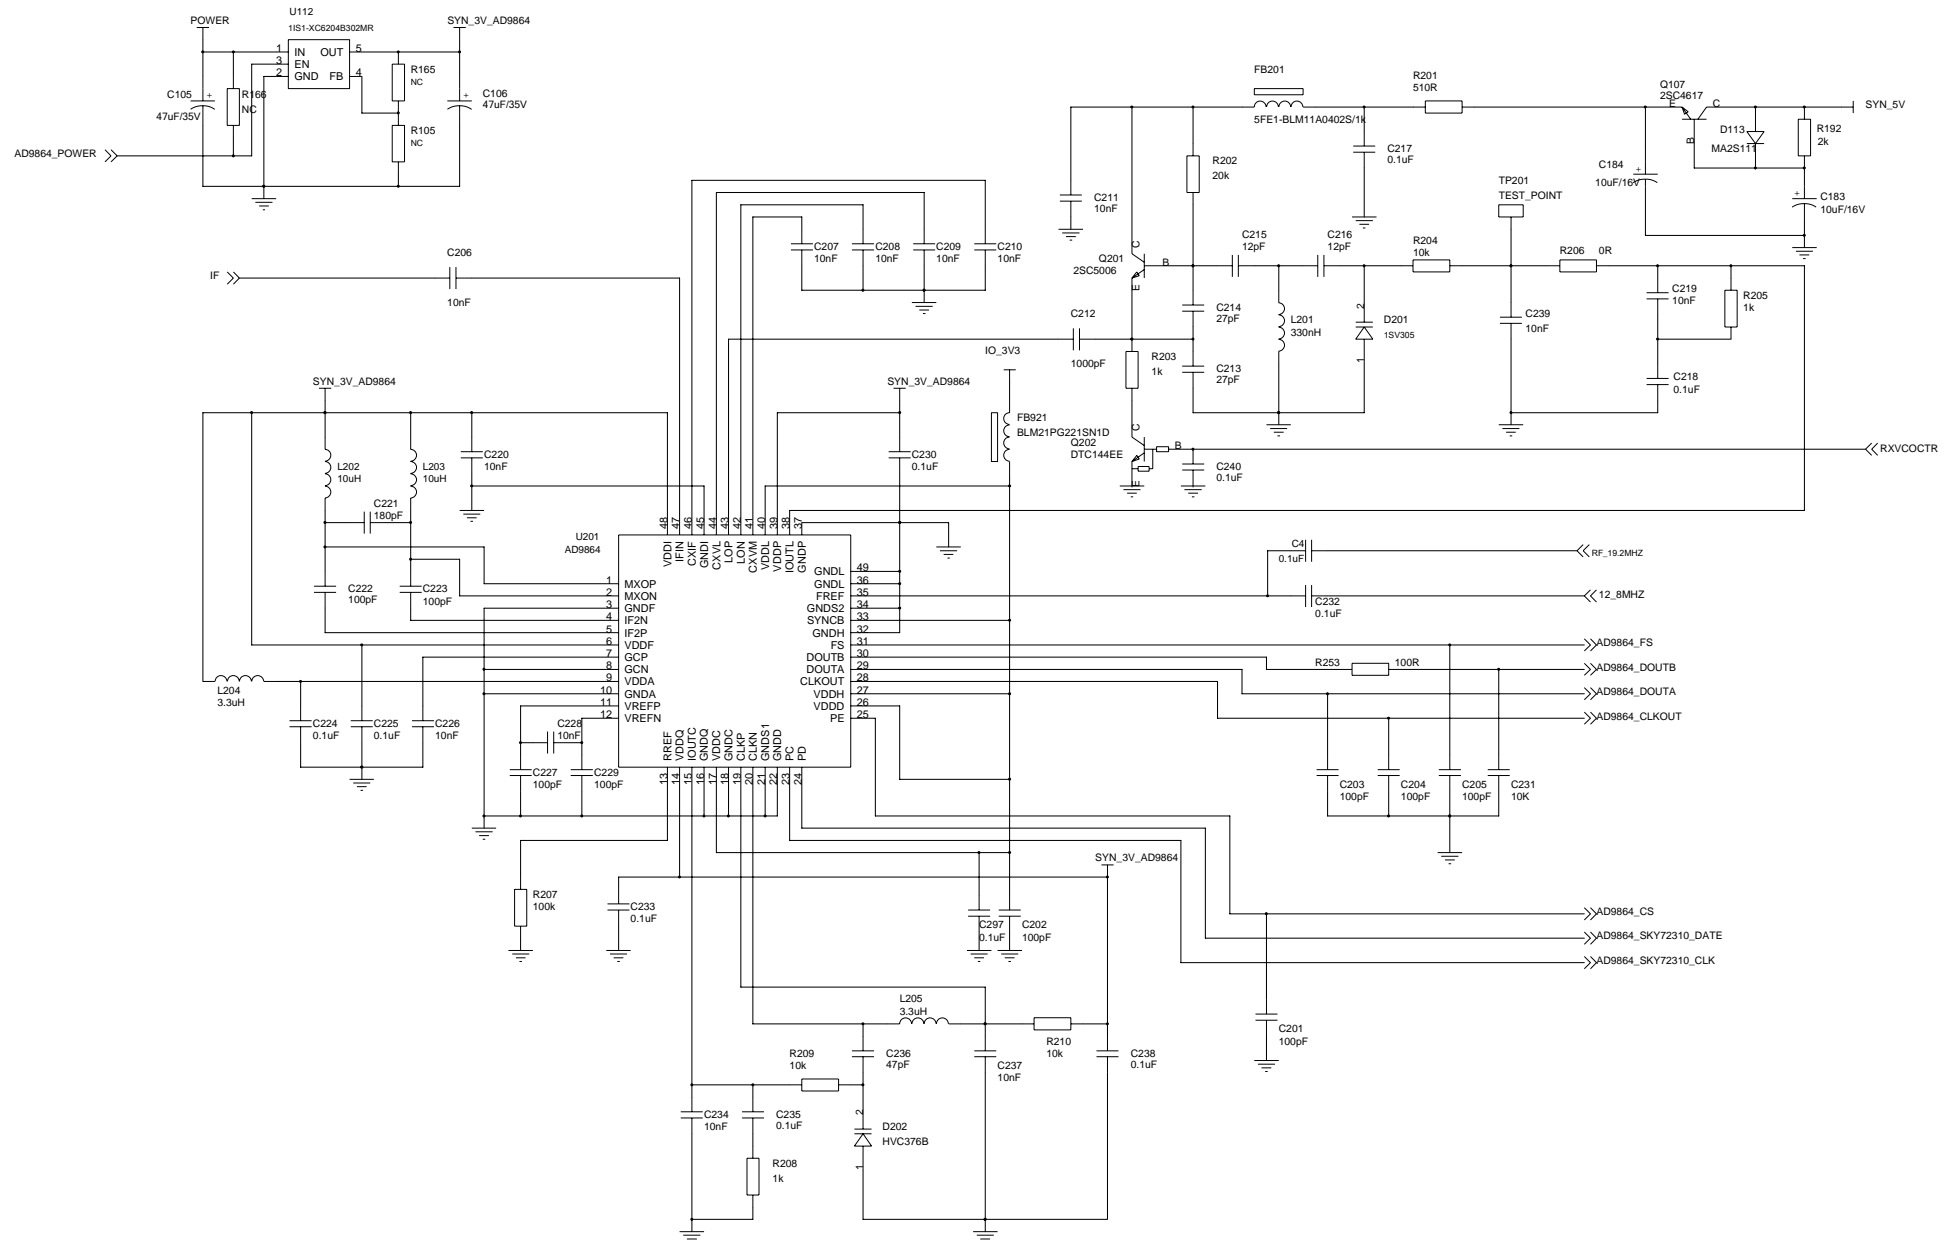 POWER
U112
1IS1-XC6204B302MR
SYN_3V_AD9864
1 IN OUT 5
3 EN
2 GND FB 4
R165
NC
C105
47uF/35V
R166
NC
C106
47uF/35V
R105
NC
AD9864_POWER
FB201
5FE1-BLM11A0402S/1k
R201
510R
Q107
2SC4617
E
C
B
SYN_5V
D113
MA2S111
R192
2k
C217
0.1uF
R202
20k
C184
10uF/16V
C183
10uF/16V
C211
10nF
TP201
TEST_POINT
C207
10nF
C208
10nF
C209
10nF
C210
10nF
C206
10nF
IF
C
Q201
2SC5006
B
E
C215
12pF
C216
12pF
R204
10k
R206 0R
C219
10nF
R205
1k
C214
27pF
L201
330nH
2
D201
1SV305
1
C239
10nF
C212
1000pF
R203
1k
C213
27pF
C218
0.1uF
IO_3V3
SYN_3V_AD9864
SYN_3V_AD9864
FB921
BLM21PG221SN1D
Q202
DTC144EE
C
B
E
C240
0.1uF
RXVCOCTR
C230
0.1uF
L202
10uH
L203
10uH
C220
10nF
C221
180pF
U201
AD9864
48 47 46 45 44 43 42 41 40 39 38 37
VDDI IFIN CXIF GNDI CXVL LOP LON CXVM VDDL VDDP IOUTL GNDP
C222
100pF
C223
100pF
1 MXOP
2 MXON
3 GNDF
4 IF2N
5 IF2P
6 VDDF
7 GCP
8 GCN
9 VDDA
10 GNDA
11 VREFP
12 VREFN
GNDL 49
GNDL 36
FREF 35
GNDS2 34
SYNCB 33
GNDH 32
FS 31
DOUTB 30
DOUTA 29
CLKOUT 28
VDDH 27
VDDD 26
PE 25
RREF VDDQ IOUTC GNDQ VDDC GNDC CLKP CLKN GNDS1 GNDD PC PD
13 14 15 16 17 18 19 20 21 22 23 24
C4
0.1uF
RF_19.2MHZ
C232
0.1uF
12_8MHZ
AD9864_FS
R253 100R
AD9864_DOUTB
AD9864_DOUTA
AD9864_CLKOUT
L204
3.3uH
C224
0.1uF
C225
0.1uF
C226
10nF
C228
10nF
C227
100pF
C229
100pF
C203
100pF
C204
100pF
C205
100pF
C231
10K
SYN_3V_AD9864
R207
100k
C233
0.1uF
C297
0.1uF
C202
100pF
AD9864_CS
AD9864_SKY72310_DATE
AD9864_SKY72310_CLK
C201
100pF
L205
3.3uH
R210
10k
C238
0.1uF
R209
10k
C236
47pF
C237
10nF
C234
10nF
C235
0.1uF
2
D202
HVC376B
1
R208
1k